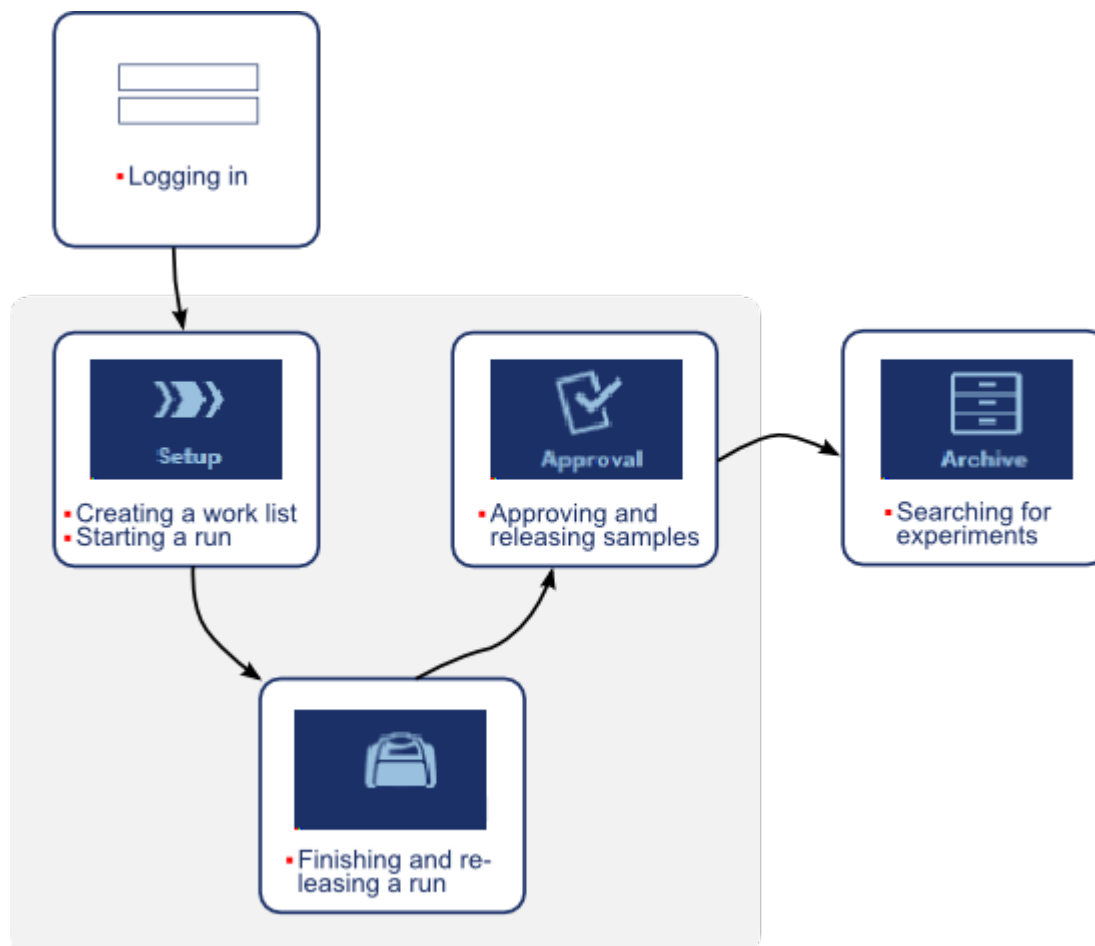 Logging in
Setup
Creating a work list
Starting a run
Approval
Approving and
releasing samples
Archive
Searching for
experiments
Finishing and re-
leasing a run